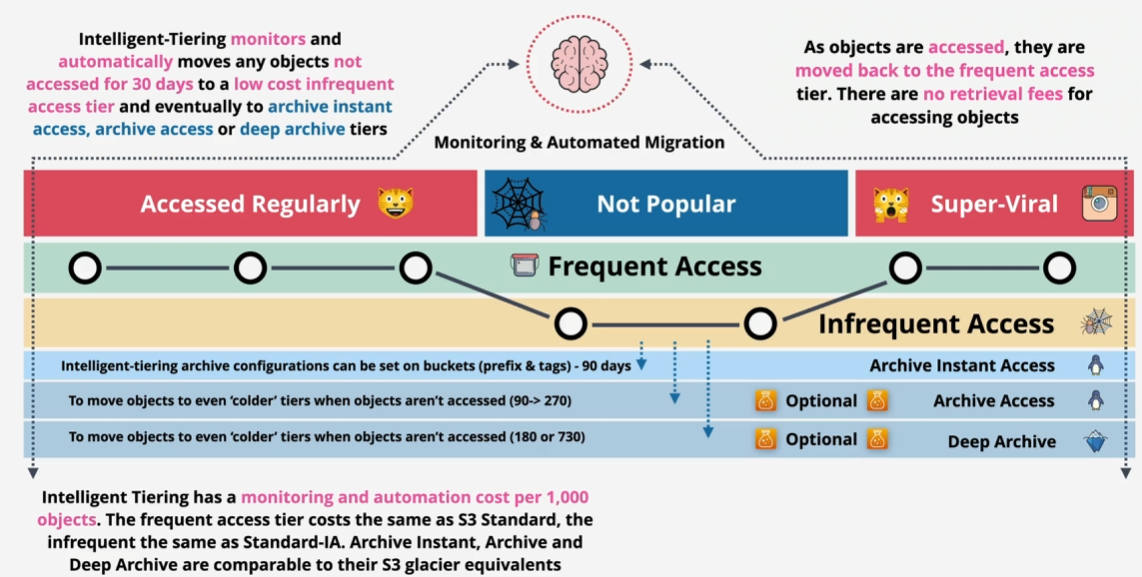 Intelligent-Tiering monitors and
automatically moves any objects not
accessed for 30 days to a low cost infrequent
access tier and eventually to archive instant
access, archive access or deep archive tiers
As objects are accessed, they are
moved back to the frequent access
tier. There are no retrieval fees for
accessing objects
Monitoring & Automated Migration
Accessed Regularly
Not Popular
Super-Viral
Frequent Access
Infrequent Access
Intelligent-tiering archive configurations can be set on buckets (prefix & tags) - 90 days
Archive Instant Access
To move objects to even ‘colder’ tiers when objects aren’t accessed (90-> 270)
Optional
Archive Access
To move objects to even ‘colder’ tiers when objects aren’t accessed (180 or 730)
Optional
Deep Archive
Intelligent Tiering has a monitoring and automation cost per 1,000
objects. The frequent access tier costs the same as S3 Standard, the
infrequent the same as Standard-IA. Archive Instant, Archive and
Deep Archive are comparable to their S3 glacier equivalents